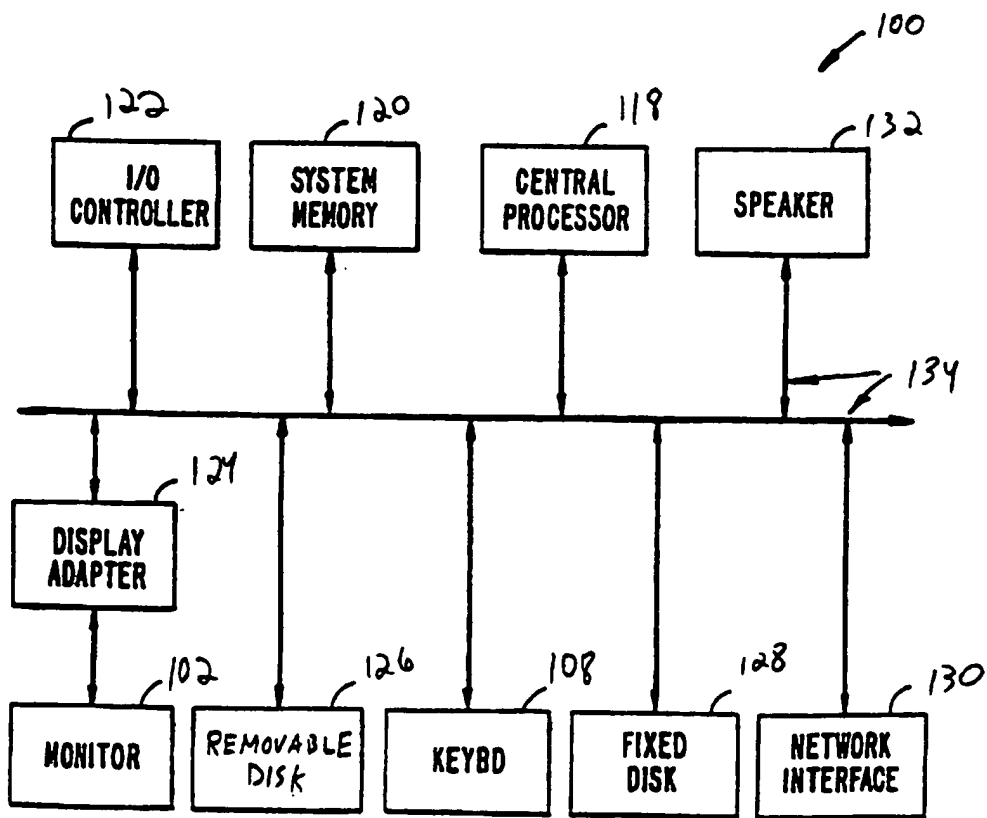 100
122
120
118
132
I/O
CONTROLLER
SYSTEM
MEMORY
CENTRAL
PROCESSOR
SPEAKER
134
124
DISPLAY
ADAPTER
102
126
108
128
130
MONITOR
REMOVABLE
DISK
KEYBD
FIXED
DISK
NETWORK
INTERFACE